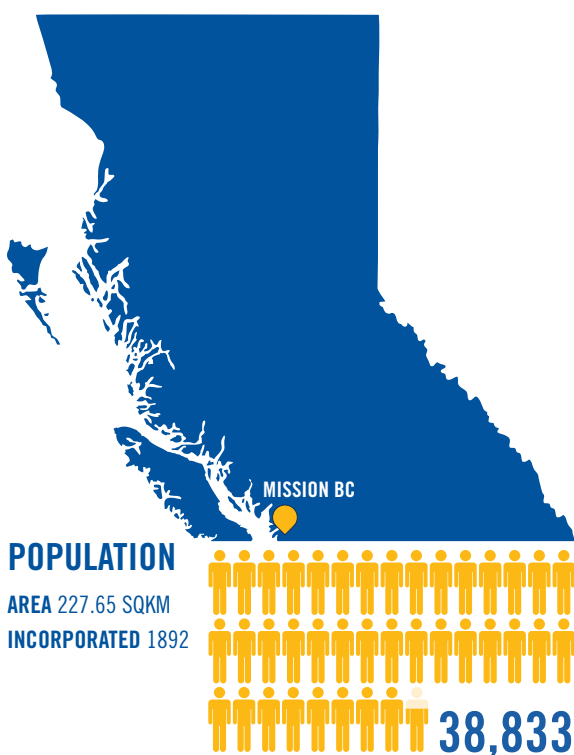 MISSION BC
POPULATION
AREA 227.65 SQKM
INCORPORATED 1892
38,833